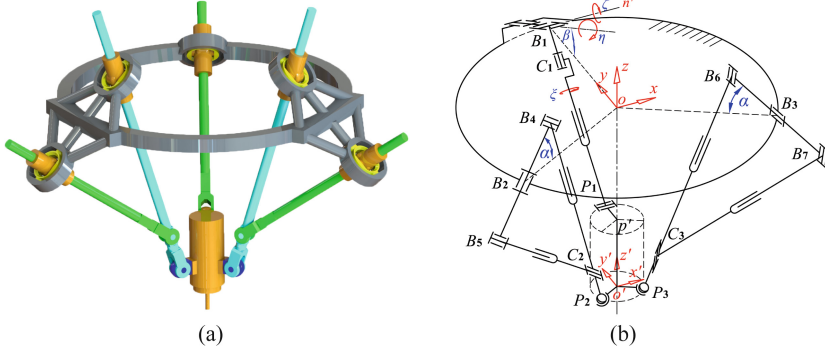 ζ n'
B1 β η
C1
z
y
x
o
ξ
B6
α B3
B4
α
B2
B7
P1
p'
B5
C2
z'
y'
x'
C3
o'
P2 P3
(a) (b)